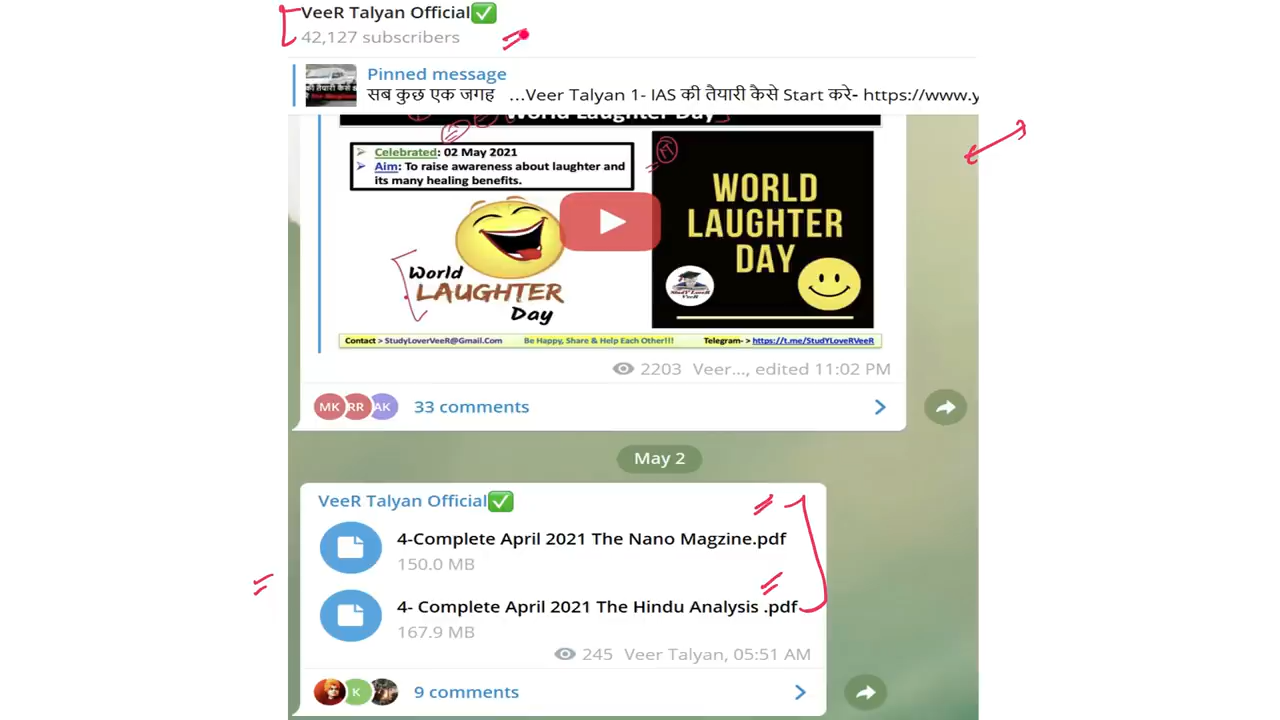 VeeR Talyan Official✅
42,127 subscribers
Pinned message
सब कुछ एक जगह ...Veer Talyan 1- IAS की तैयारी कैसे Start करे- https://www.y
World Laughter Day
Celebrated: 02 May 2021
Aim: To raise awareness about laughter and
its many healing benefits.
World
LAUGHTER
Day
WORLD
LAUGHTER
DAY
StudY LoveR
VeeR
Contact > StudyLoverVeeR@Gmail.Com Be Happy, Share & Help Each Other!!! Telegram- > https://t.me/StudYLoveRVeeR
2203 Veer..., edited 11:02 PM
MK RR AK 33 comments
May 2
VeeR Talyan Official✅
4-Complete April 2021 The Nano Magzine.pdf
150.0 MB
4- Complete April 2021 The Hindu Analysis .pdf
167.9 MB
245 Veer Talyan, 05:51 AM
K 9 comments